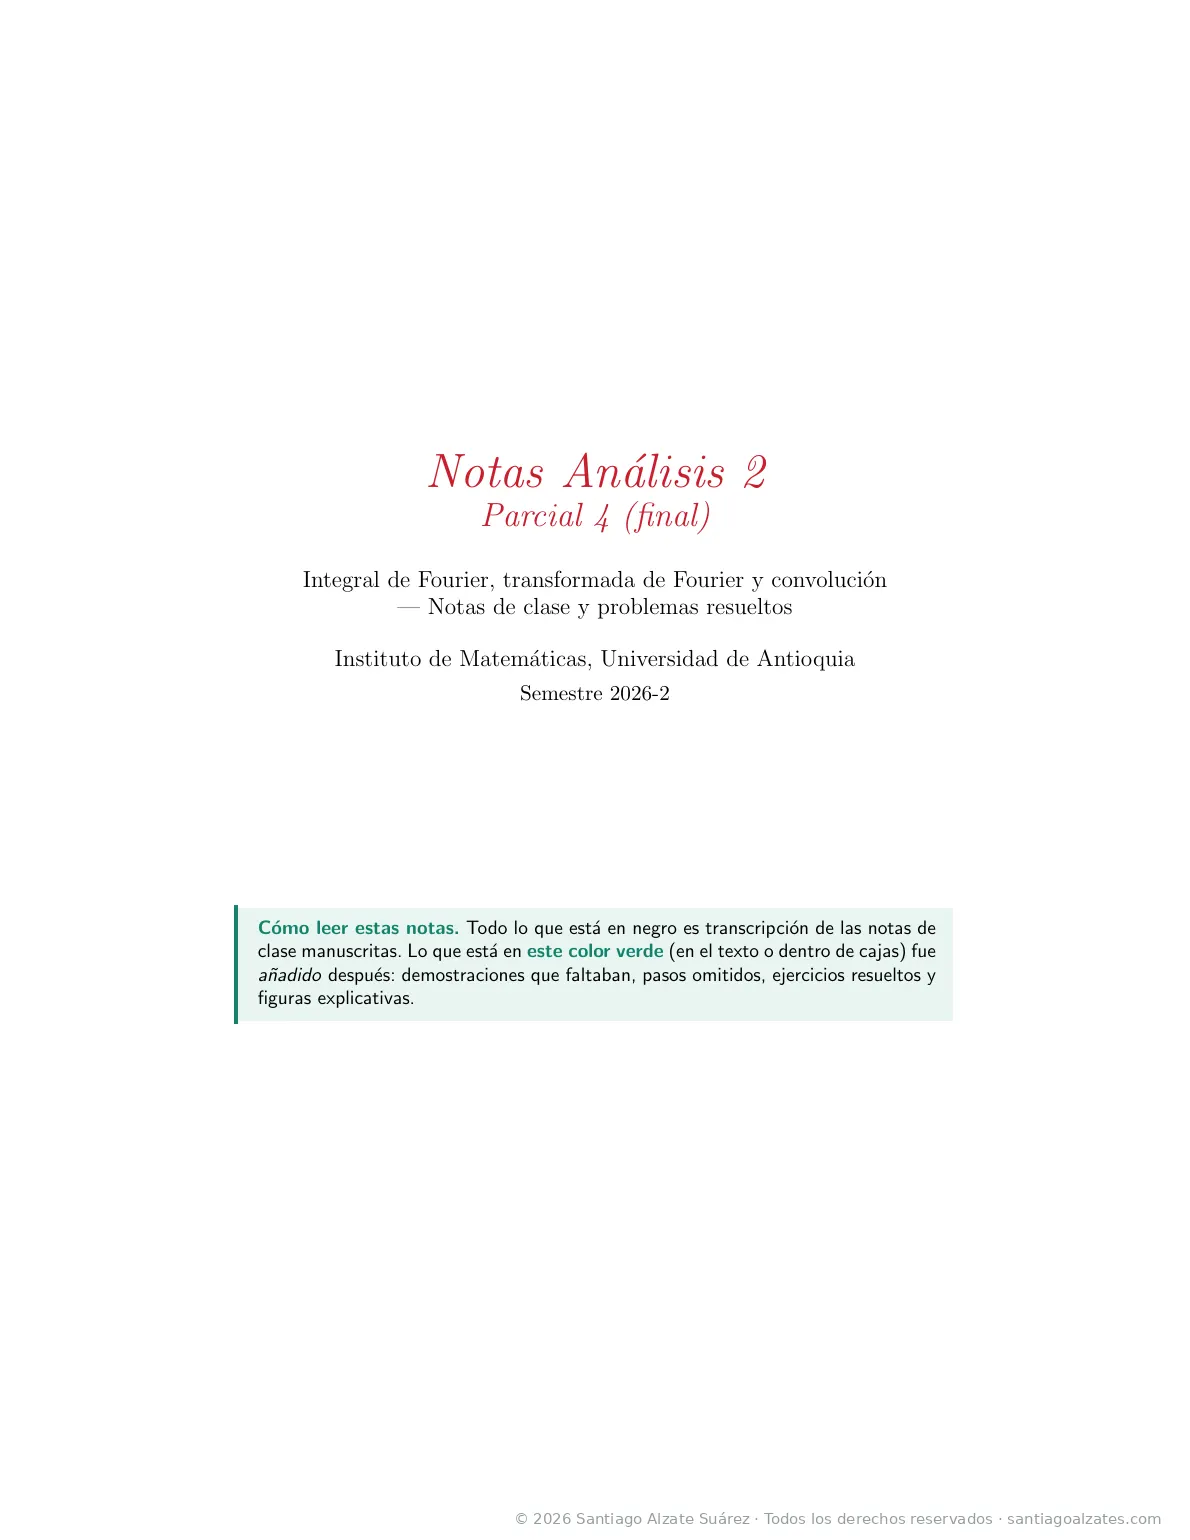 Notas Análisis 2
Parcial 4 (final)
Integral de Fourier, transformada de Fourier y convolución
— Notas de clase y problemas resueltos
Instituto de Matemáticas, Universidad de Antioquia
Semestre 2026-2
Cómo leer estas notas. Todo lo que está en negro es transcripción de las notas de
clase manuscritas. Lo que está en este color verde (en el texto o dentro de cajas) fue
añadido después: demostraciones que faltaban, pasos omitidos, ejercicios resueltos y
figuras explicativas.
© 2026 Santiago Alzate Suárez · Todos los derechos reservados · santiagoalzates.com